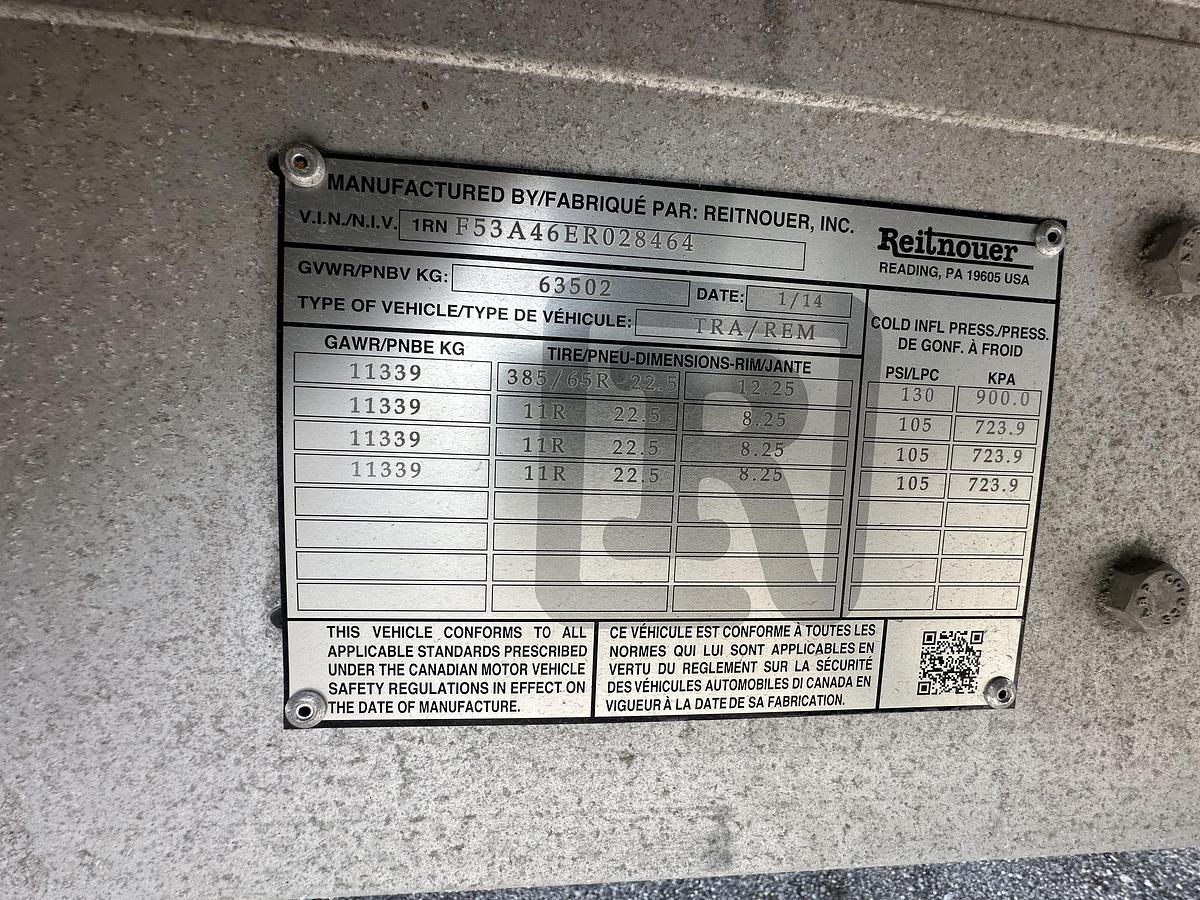 MANUFACTURED BY/FABRIQUÉ PAR: REITNOUER, INC.
V.I.N./N.I.V. 1RN F53A46ER028464
Reitnouer
READING, PA 19605 USA
GVWR/PNBV KG: 63502 DATE: 1/14
TYPE OF VEHICLE/TYPE DE VÉHICULE: TRA/REM
COLD INFL PRESS./PRESS.
DE GONF. À FROID
GAWR/PNBE KG TIRE/PNEU-DIMENSIONS-RIM/JANTE PSI/LPC KPA
11339 385/65R 22.5 12.25 130 900.0
11339 11R 22.5 8.25 105 723.9
11339 11R 22.5 8.25 105 723.9
11339 11R 22.5 8.25 105 723.9
THIS VEHICLE CONFORMS TO ALL
APPLICABLE STANDARDS PRESCRIBED
UNDER THE CANADIAN MOTOR VEHICLE
SAFETY REGULATIONS IN EFFECT ON
THE DATE OF MANUFACTURE.
CE VÉHICULE EST CONFORME À TOUTES LES
NORMES QUI LUI SONT APPLICABLES EN
VERTU DU REGLEMENT SUR LA SÉCURITÉ
DES VÉHICULES AUTOMOBILES DI CANADA EN
VIGUEUR À LA DATE DE SA FABRICATION.